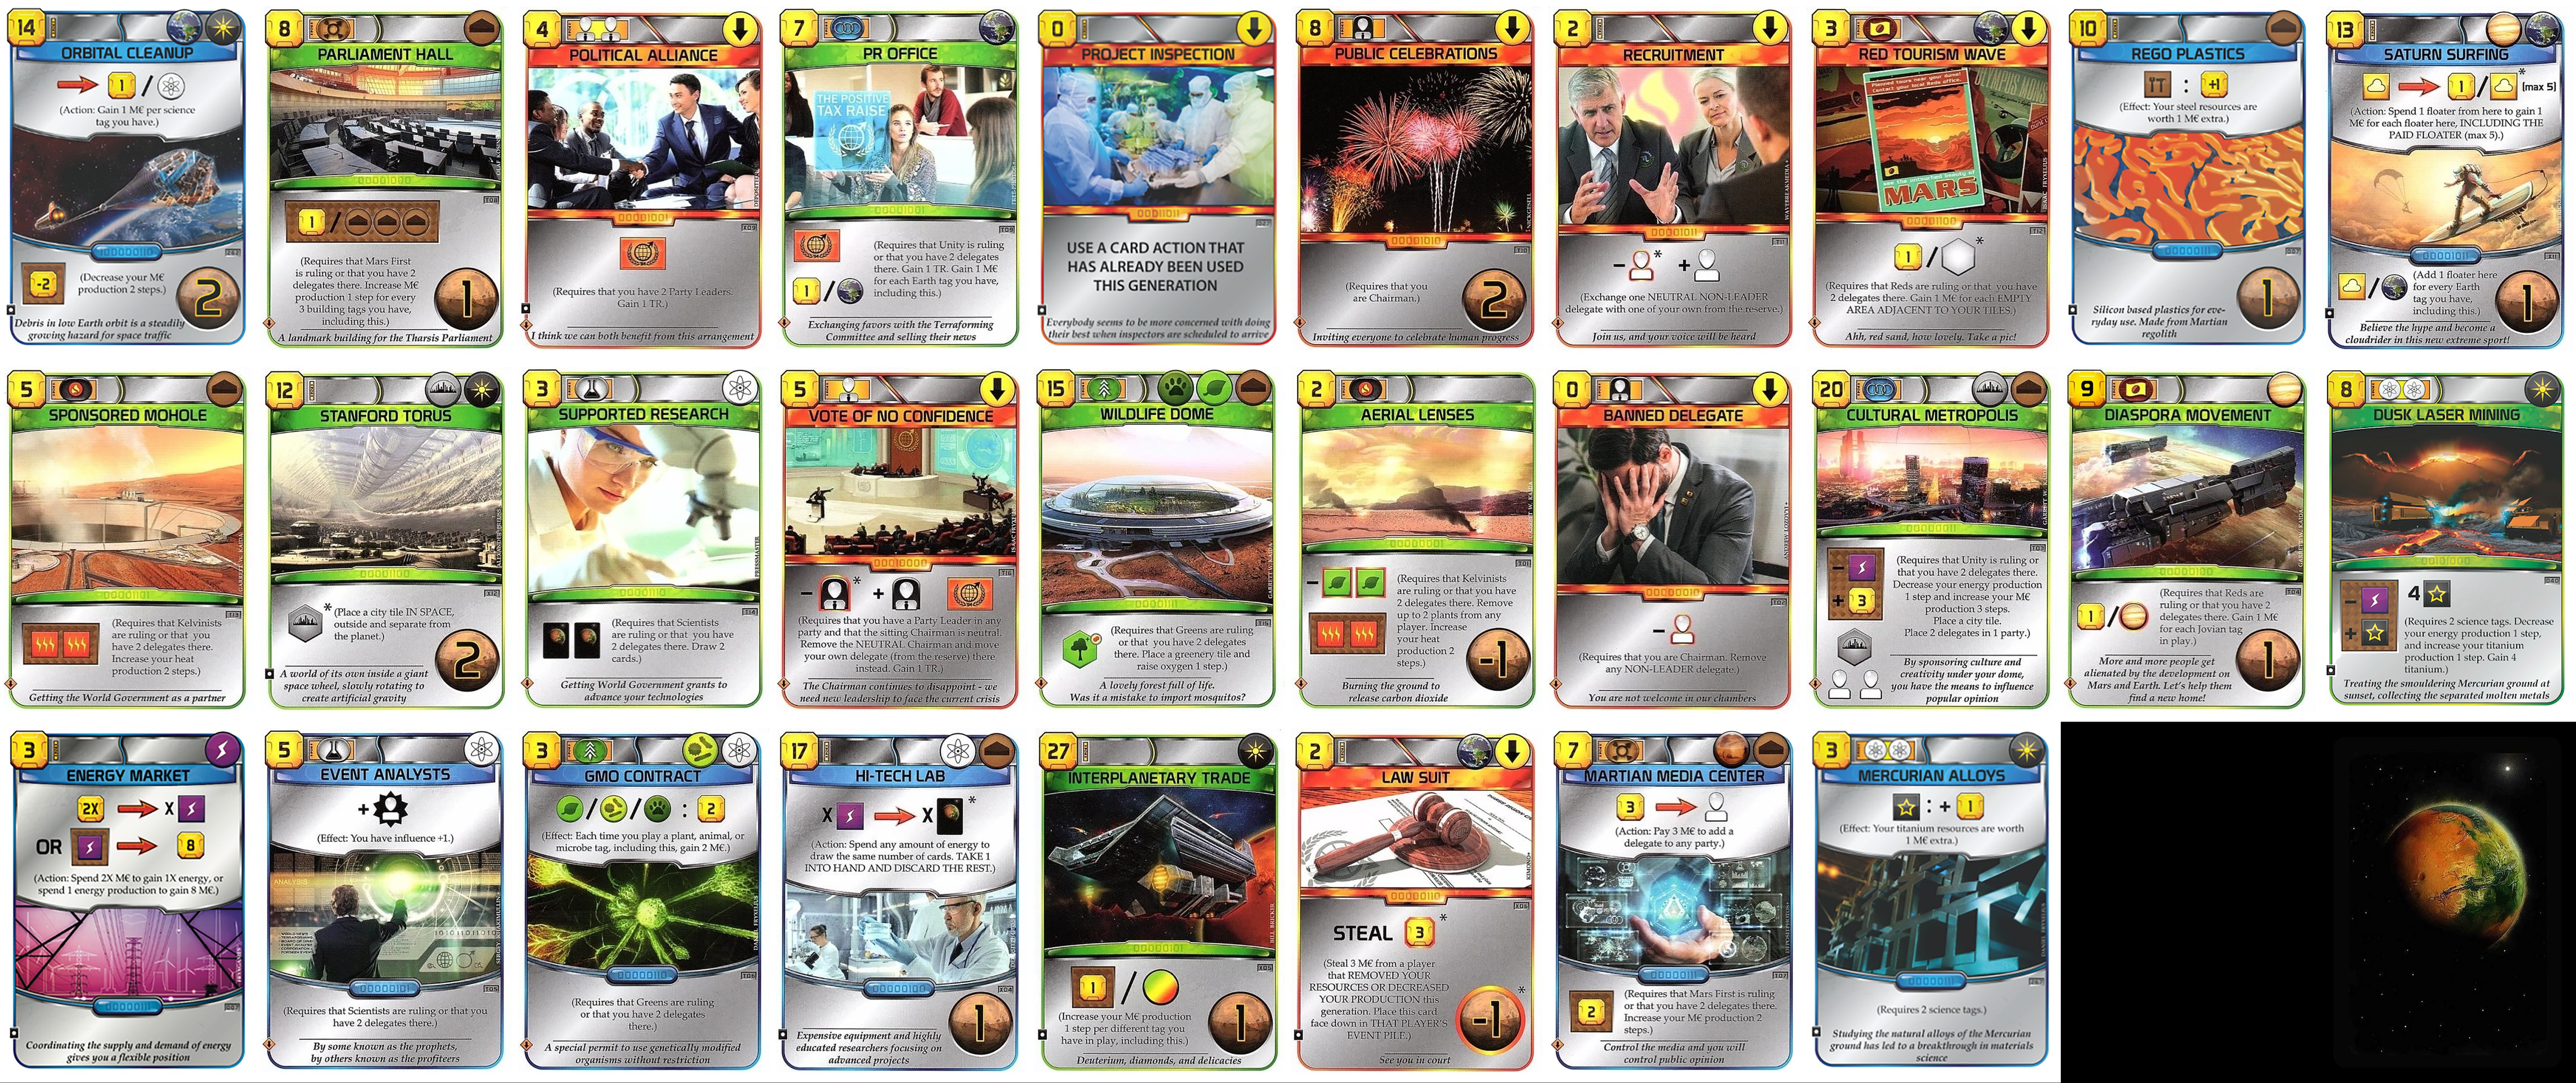 14
ORBITAL CLEANUP
1 /
(Action: Gain 1 M€ per science
tag you have.)
-2
(Decrease your M€
production 2 steps.)
2
Debris in low Earth orbit is a steadily
growing hazard for space traffic
8
PARLIAMENT HALL
1 /
(Requires that Mars First
is ruling or that you have 2
delegates there. Increase M€
production 1 step for every
3 building tags you have,
including this.)
1
A landmark building for the Tharsis Parliament
4
POLITICAL ALLIANCE
(Requires that you have 2 Party Leaders.
Gain 1 TR.)
I think we can both benefit from this arrangement
7
PR OFFICE
THE POSITIVE
TAX RAISE
1 /
(Requires that Unity is ruling
or that you have 2 delegates
there. Gain 1 TR. Gain 1 M€
for each Earth tag you have,
including this.)
Exchanging favors with the Terraforming
Committee and selling their news
0
PROJECT INSPECTION
USE A CARD ACTION THAT
HAS ALREADY BEEN USED
THIS GENERATION
Everybody seems to be more concerned with doing
their best when inspectors are scheduled to arrive
8
PUBLIC CELEBRATIONS
(Requires that you
are Chairman.)
2
Inviting everyone to celebrate human progress
2
RECRUITMENT
- * +
(Exchange one NEUTRAL NON-LEADER
delegate with one of your own from the reserve.)
Join us, and your voice will be heard
3
RED TOURISM WAVE
MARS
1 / *
(Requires that Reds are ruling or that you have
2 delegates there. Gain 1 M€ for each EMPTY
AREA ADJACENT TO YOUR TILES.)
Ahh, red sand, how lovely. Take a pic!
10
REGO PLASTICS
: +1
(Effect: Your steel resources are
worth 1 M€ extra.)
1
Silicon based plastics for eve-
ryday use. Made from Martian
regolith
13
SATURN SURFING
1 / * (max 5)
(Action: Spend 1 floater from here to gain 1
M€ for each floater here, INCLUDING THE
PAID FLOATER (max 5).)
/
(Add 1 floater here
for every Earth
tag you have,
including this.)
1
Believe the hype and become a
cloudrider in this new extreme sport!
5
SPONSORED MOHOLE
(Requires that Kelvinists
are ruling or that you
have 2 delegates there.
Increase your heat
production 2 steps.)
Getting the World Government as a partner
12
STANFORD TORUS
*
(Place a city tile IN SPACE,
outside and separate from
the planet.)
2
A world of its own inside a giant
space wheel, slowly rotating to
create artificial gravity
3
SUPPORTED RESEARCH
(Requires that Scientists
are ruling or that you have
2 delegates there. Draw 2
cards.)
Getting World Government grants to
advance your technologies
5
VOTE OF NO CONFIDENCE
- * +
(Requires that you have a Party Leader in any
party and that the sitting Chairman is neutral.
Remove the NEUTRAL Chairman and move
your own delegate (from the reserve) there
instead. Gain 1 TR.)
The Chairman continues to disappoint - we
need new leadership to face the current crisis
15
WILDLIFE DOME
(Requires that Greens are ruling
or that you have 2 delegates
there. Place a greenery tile and
raise oxygen 1 step.)
A lovely forest full of life.
Was it a mistake to import mosquitos?
2
AERIAL LENSES
-
(Requires that Kelvinists
are ruling or that you have
2 delegates there. Remove
up to 2 plants from any
player. Increase
your heat
production 2
steps.)
-1
Burning the ground to
release carbon dioxide
0
BANNED DELEGATE
-
(Requires that you are Chairman. Remove
any NON-LEADER delegate.)
You are not welcome in our chambers
20
CULTURAL METROPOLIS
-
+ 3
(Requires that Unity is ruling or
that you have 2 delegates there.
Decrease your energy production
1 step and increase your M€
production 3 steps.
Place a city tile.
Place 2 delegates in 1 party.)
By sponsoring culture and
creativity under your dome,
you have the means to influence
popular opinion
9
DIASPORA MOVEMENT
1 /
(Requires that Reds are
ruling or that you have 2
delegates there. Gain 1 M€
for each Jovian tag
in play.)
1
More and more people get
alienated by the development on
Mars and Earth. Let's help them
find a new home!
8
DUSK LASER MINING
-
+
4
(Requires 2 science tags. Decrease
your energy production 1 step,
and increase your titanium
production 1 step. Gain 4
titanium.)
Treating the smouldering Mercurian ground at
sunset, collecting the separated molten metals
3
ENERGY MARKET
2X X
OR 8
(Action: Spend 2X M€ to gain 1X energy, or
spend 1 energy production to gain 8 M€.)
Coordinating the supply and demand of energy
gives you a flexible position
5
EVENT ANALYSTS
+
(Effect: You have influence +1.)
(Requires that Scientists are ruling or that you
have 2 delegates there.)
By some known as the prophets,
by others known as the profiteers
3
GMO CONTRACT
/ / : 2
(Effect: Each time you play a plant, animal, or
microbe tag, including this, gain 2 M€.)
(Requires that Greens are ruling
or that you have 2 delegates
there.)
A special permit to use genetically modified
organisms without restriction
17
HI-TECH LAB
X X *
(Action: Spend any amount of energy to
draw the same number of cards. TAKE 1
INTO HAND AND DISCARD THE REST.)
1
Expensive equipment and highly
educated researchers focusing on
advanced projects
27
INTERPLANETARY TRADE
1 /
(Increase your M€ production
1 step per different tag you
have in play, including this.)
1
Deuterium, diamonds, and delicacies
2
LAW SUIT
STEAL 3 *
(Steal 3 M€ from a player
that REMOVED YOUR
RESOURCES OR DECREASED
YOUR PRODUCTION this
generation. Place this card
face down in THAT PLAYER'S
EVENT PILE.)
-1 *
See you in court
7
MARTIAN MEDIA CENTER
3
(Action: Pay 3 M€ to add a
delegate to any party.)
2
(Requires that Mars First is ruling
or that you have 2 delegates there.
Increase your M€ production 2
steps.)
Control the media and you will
control public opinion
3
MERCURIAN ALLOYS
: + 1
(Effect: Your titanium resources are worth
1 M€ extra.)
(Requires 2 science tags.)
Studying the natural alloys of the Mercurian
ground has led to a breakthrough in materials
science